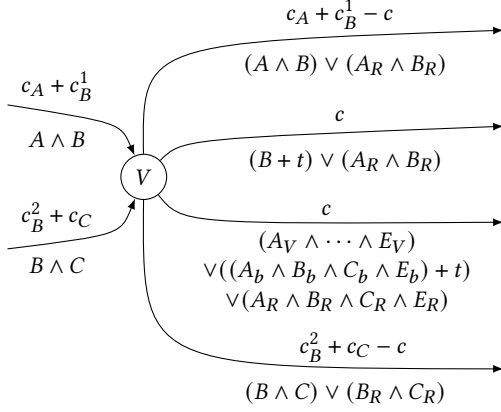 c_A + c_B^1 − c
(A ∧ B) ∨ (A_R ∧ B_R)
c_A + c_B^1
A ∧ B
c
(B + t) ∨ (A_R ∧ B_R)
V
c
(A_V ∧ ⋯ ∧ E_V)
∨((A_b ∧ B_b ∧ C_b ∧ E_b) + t)
∨(A_R ∧ B_R ∧ C_R ∧ E_R)
c_B^2 + c_C
B ∧ C
c_B^2 + c_C − c
(B ∧ C) ∨ (B_R ∧ C_R)